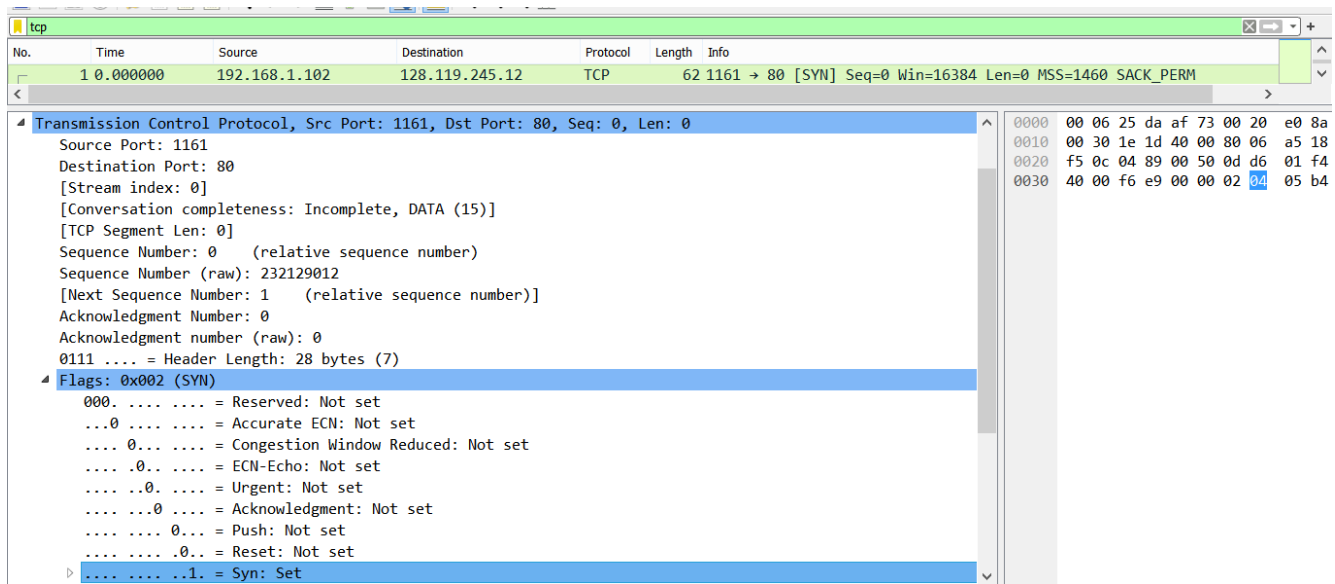 tcp
No. Time Source Destination Protocol Length Info
1 0.000000 192.168.1.102 128.119.245.12 TCP 62 1161 → 80 [SYN] Seq=0 Win=16384 Len=0 MSS=1460 SACK_PERM
Transmission Control Protocol, Src Port: 1161, Dst Port: 80, Seq: 0, Len: 0
Source Port: 1161
Destination Port: 80
[Stream index: 0]
[Conversation completeness: Incomplete, DATA (15)]
[TCP Segment Len: 0]
Sequence Number: 0 (relative sequence number)
Sequence Number (raw): 232129012
[Next Sequence Number: 1 (relative sequence number)]
Acknowledgment Number: 0
Acknowledgment number (raw): 0
0111 .... = Header Length: 28 bytes (7)
Flags: 0x002 (SYN)
000. .... .... = Reserved: Not set
...0 .... .... = Accurate ECN: Not set
.... 0... .... = Congestion Window Reduced: Not set
.... .0.. .... = ECN-Echo: Not set
.... ..0. .... = Urgent: Not set
.... ...0 .... = Acknowledgment: Not set
.... .... 0... = Push: Not set
.... .... .0.. = Reset: Not set
.... .... ..1. = Syn: Set
0000 00 06 25 da af 73 00 20 e0 8a
0010 00 30 1e 1d 40 00 80 06 a5 18
0020 f5 0c 04 89 00 50 0d d6 01 f4
0030 40 00 f6 e9 00 00 02 04 05 b4